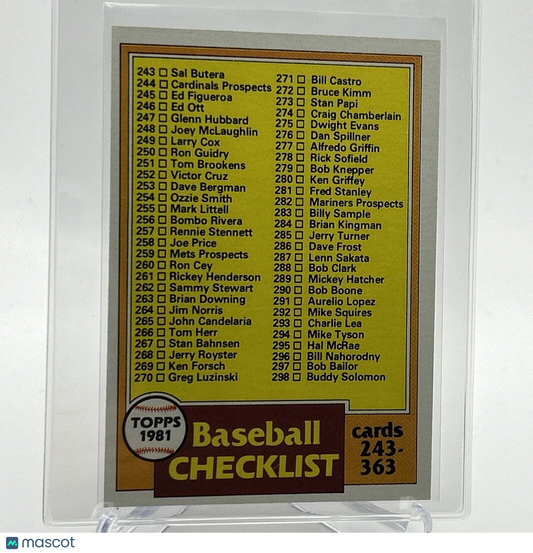 243 □ Sal Butera
244 □ Cardinals Prospects
245 □ Ed Figueroa
246 □ Ed Ott
247 □ Glenn Hubbard
248 □ Joey McLaughlin
249 □ Larry Cox
250 □ Ron Guidry
251 □ Tom Brookens
252 □ Victor Cruz
253 □ Dave Bergman
254 □ Ozzie Smith
255 □ Mark Littell
256 □ Bombo Rivera
257 □ Rennie Stennett
258 □ Joe Price
259 □ Mets Prospects
260 □ Ron Cey
261 □ Rickey Henderson
262 □ Sammy Stewart
263 □ Brian Downing
264 □ Jim Norris
265 □ John Candelaria
266 □ Tom Herr
267 □ Stan Bahnsen
268 □ Jerry Royster
269 □ Ken Forsch
270 □ Greg Luzinski
271 □ Bill Castro
272 □ Bruce Kimm
273 □ Stan Papi
274 □ Craig Chamberlain
275 □ Dwight Evans
276 □ Dan Spillner
277 □ Alfredo Griffin
278 □ Rick Sofield
279 □ Bob Knepper
280 □ Ken Griffey
281 □ Fred Stanley
282 □ Mariners Prospects
283 □ Billy Sample
284 □ Brian Kingman
285 □ Jerry Turner
286 □ Dave Frost
287 □ Lenn Sakata
288 □ Bob Clark
289 □ Mickey Hatcher
290 □ Bob Boone
291 □ Aurelio Lopez
292 □ Mike Squires
293 □ Charlie Lea
294 □ Mike Tyson
295 □ Hal McRae
296 □ Bill Nahorodny
297 □ Bob Bailor
298 □ Buddy Solomon
TOPPS
1981
Baseball
CHECKLIST
cards
243-
363
mascot